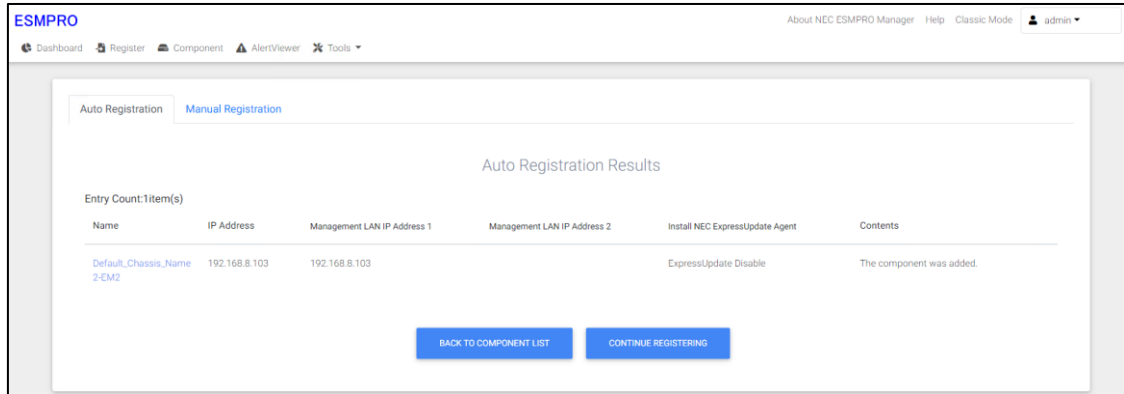 ESMPRO
About NEC ESMPRO Manager Help Classic Mode admin
Dashboard Register Component AlertViewer Tools
Auto Registration Manual Registration
Auto Registration Results
Entry Count:1item(s)
Name IP Address Management LAN IP Address 1 Management LAN IP Address 2 Install NEC ExpressUpdate Agent Contents
Default_Chassis_Name 192.168.8.103 192.168.8.103 ExpressUpdate Disable The component was added.
2-EM2
BACK TO COMPONENT LIST CONTINUE REGISTERING